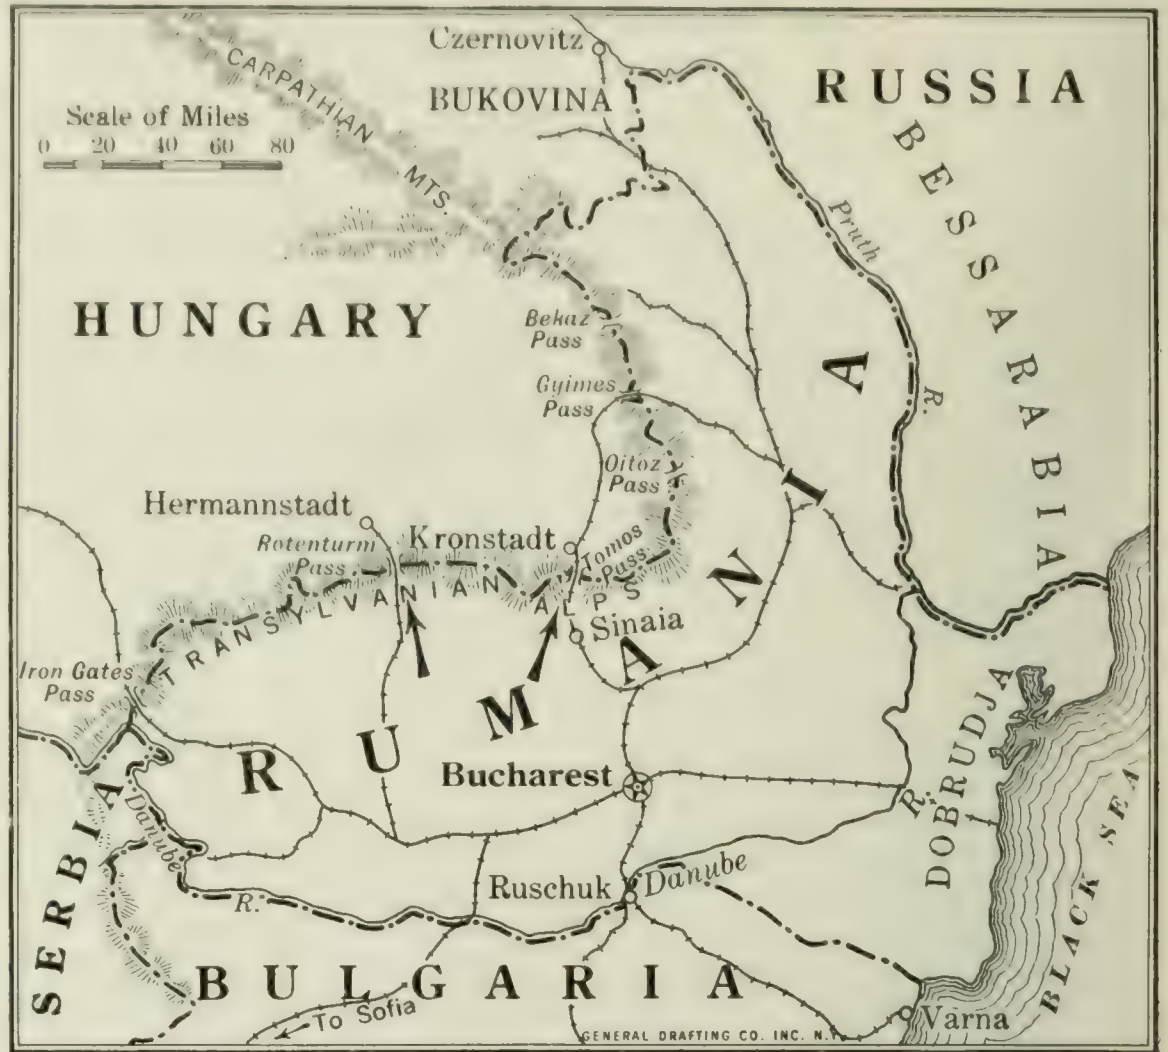 Czernovitz
BUKOVINA
RUSSIA
CARPATHIAN MTS.
Scale of Miles
0 20 40 60 80
BESSARABIA
Pruth R.
HUNGARY
Bekaz
Pass
Gyimes
Pass
Oitoz
Pass
Hermannstadt
Rotenturm
Pass
Kronstadt
Tomos
Pass
TRANSYLVANIAN ALPS
Sinaia
Iron Gates
Pass
RUMANIA
Bucharest
DOBRUDJA
BLACK SEA
SERBIA
Danube R.
Ruschuk
Danube R.
BULGARIA
To Sofia
Varna
GENERAL DRAFTING CO. INC. N.Y.